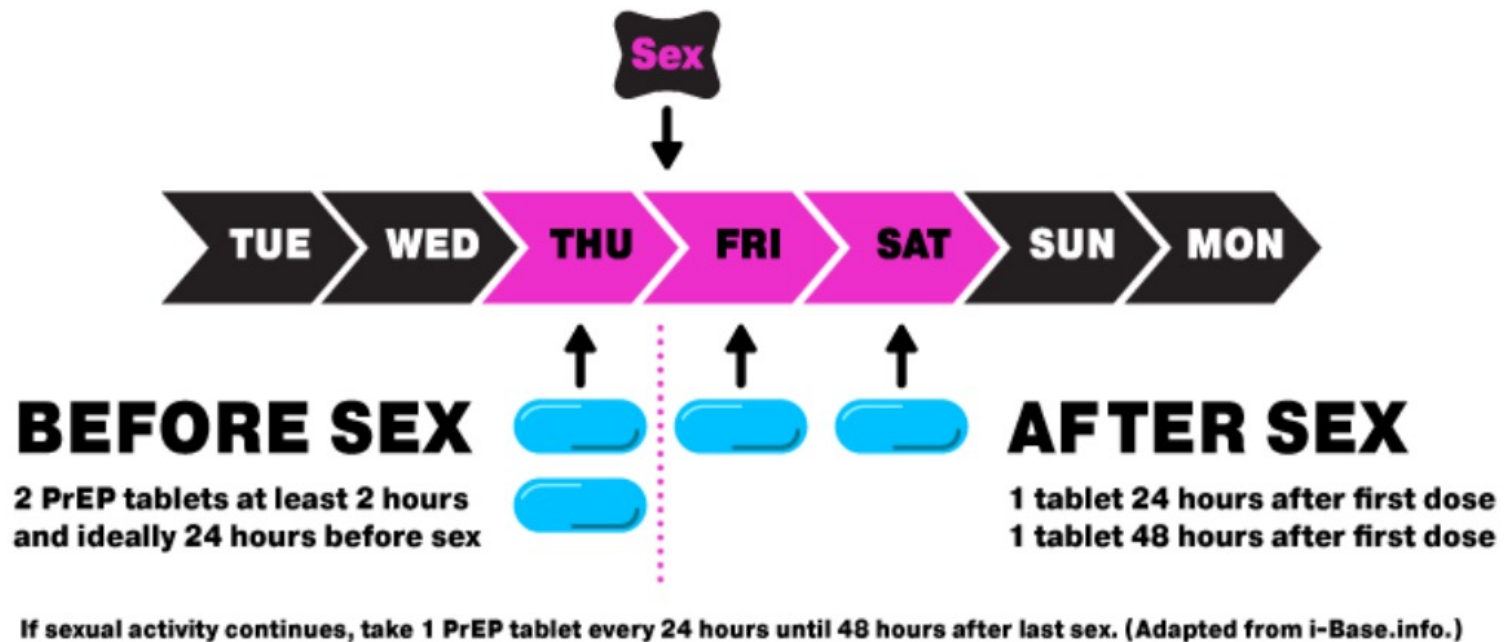 Sex
TUE WED THU FRI SAT SUN MON
BEFORE SEX
2 PrEP tablets at least 2 hours
and ideally 24 hours before sex
AFTER SEX
1 tablet 24 hours after first dose
1 tablet 48 hours after first dose
If sexual activity continues, take 1 PrEP tablet every 24 hours until 48 hours after last sex. (Adapted from i-Base.info.)